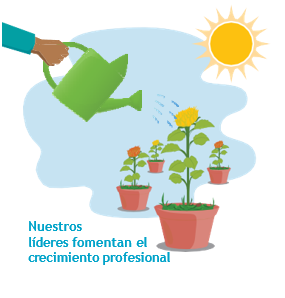 Nuestros
líderes fomentan el
crecimiento profesional